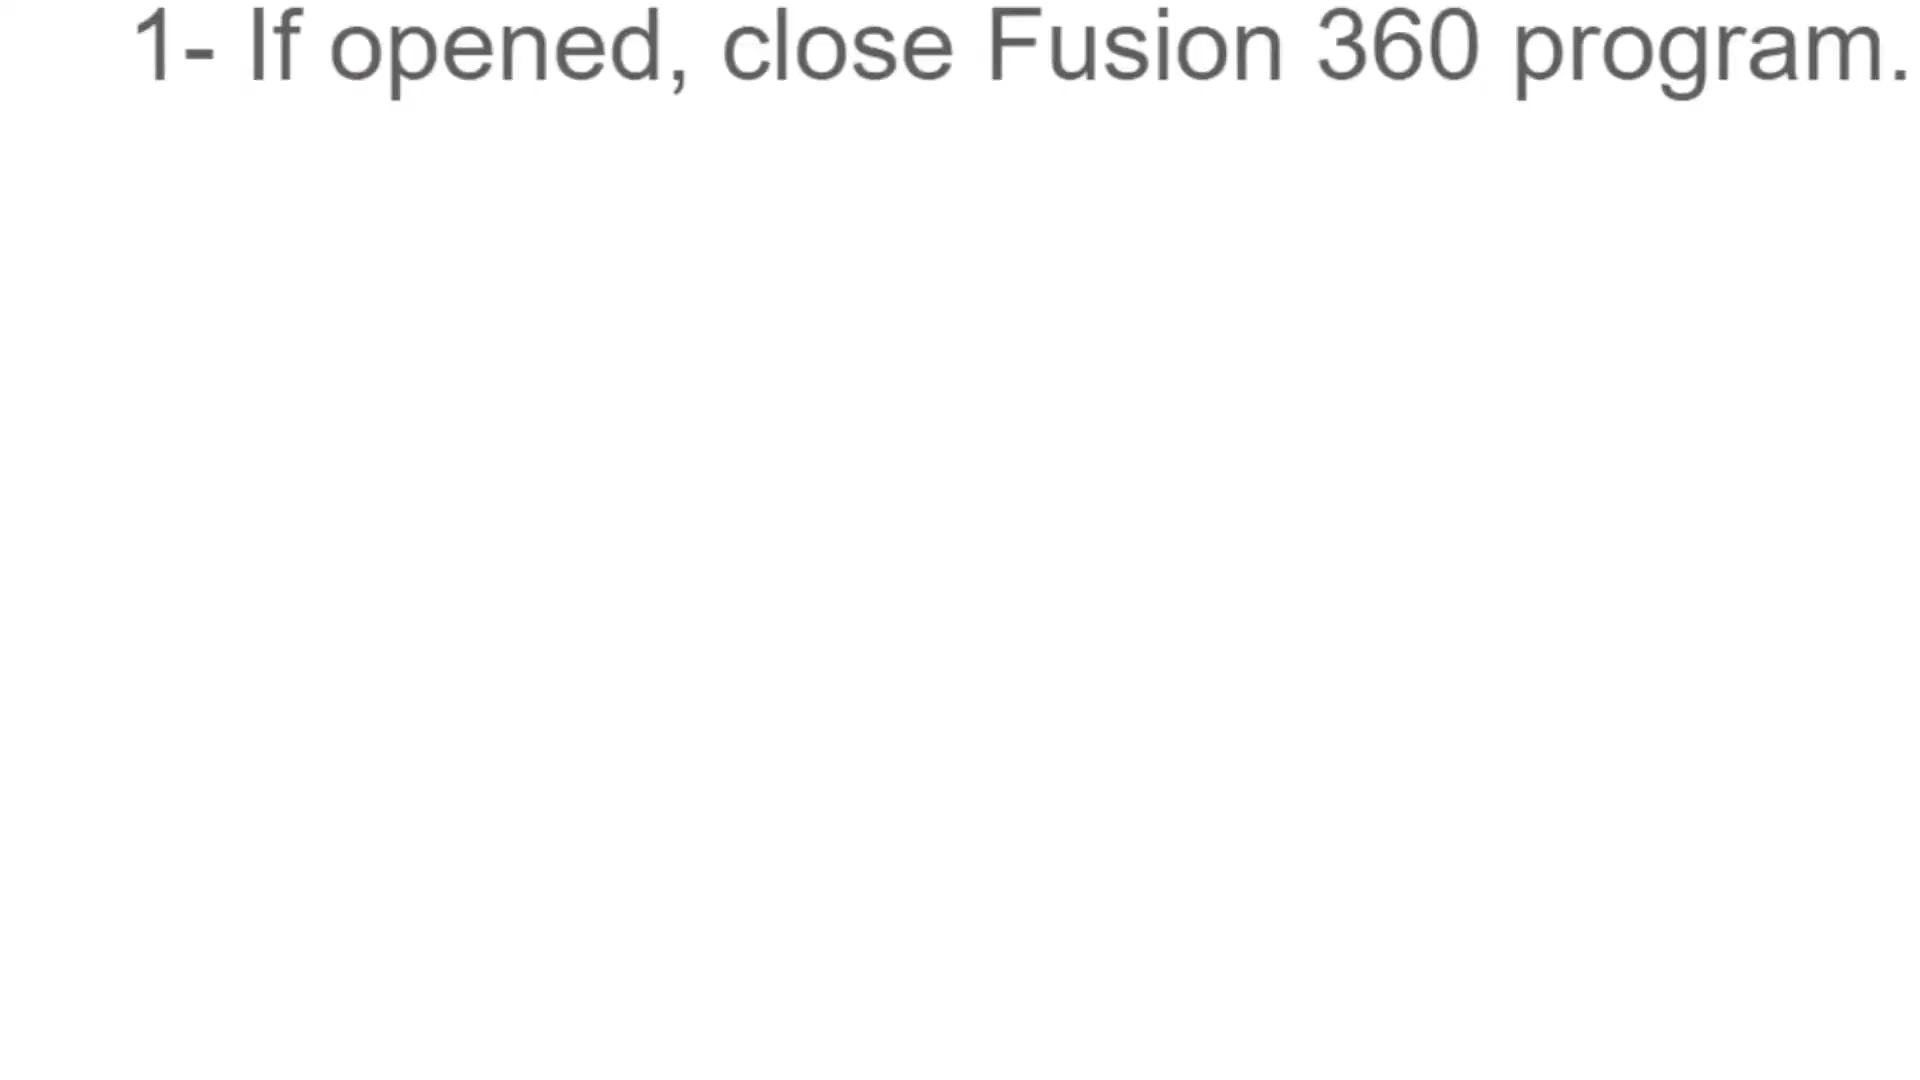 1- If opened, close Fusion 360 program.